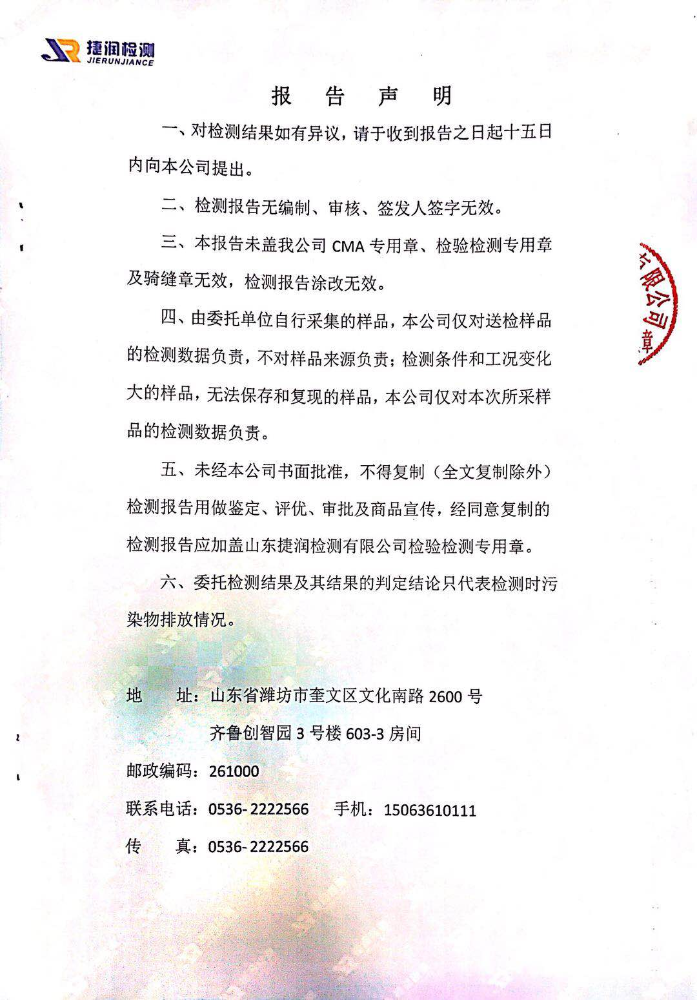 捷润检测
JIERUNJIANCE
报告声明
一、对检测结果如有异议，请于收到报告之日起十五日
内向本公司提出。
二、检测报告无编制、审核、签发人签字无效。
三、本报告未盖我公司 CMA 专用章、检验检测专用章
及骑缝章无效，检测报告涂改无效。
四、由委托单位自行采集的样品，本公司仅对送检样品
的检测数据负责，不对样品来源负责；检测条件和工况变化
大的样品，无法保存和复现的样品，本公司仅对本次所采样
品的检测数据负责。
五、未经本公司书面批准，不得复制（全文复制除外）
检测报告用做鉴定、评优、审批及商品宣传，经同意复制的
检测报告应加盖山东捷润检测有限公司检验检测专用章。
六、委托检测结果及其结果的判定结论只代表检测时污
染物排放情况。
地 址：山东省潍坊市奎文区文化南路 2600 号
齐鲁创智园 3 号楼 603-3 房间
邮政编码：261000
联系电话：0536-2222566 手机：15063610111
传 真：0536-2222566
限公司
章